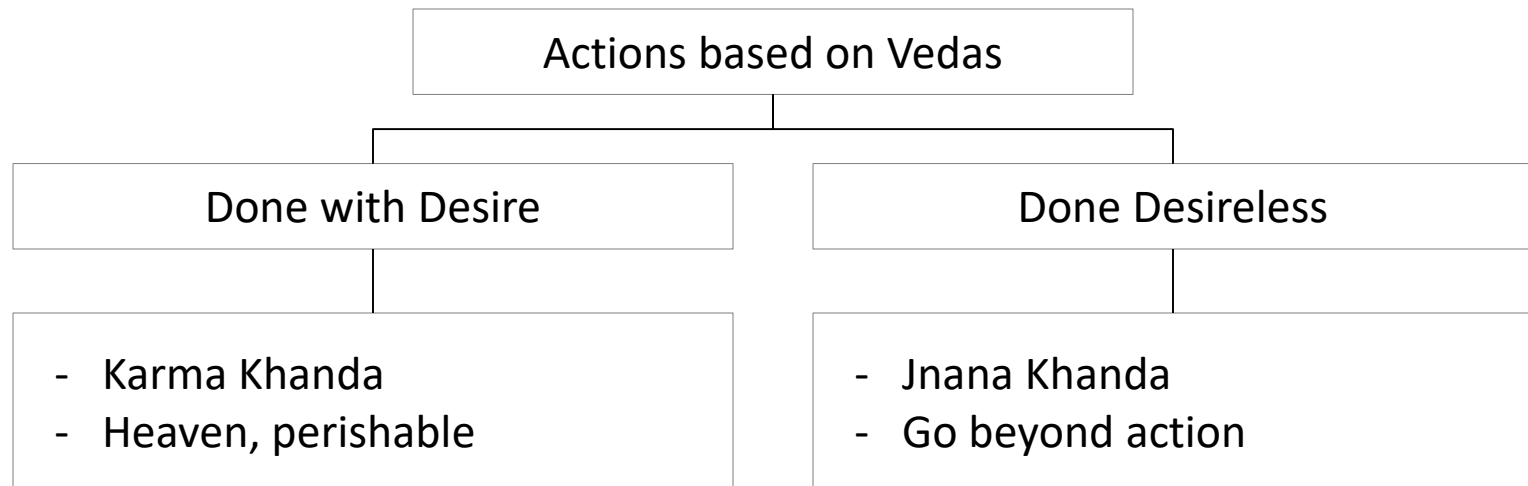 Actions based on Vedas
Done with Desire
Done Desireless
- Karma Khanda
- Heaven, perishable
- Jnana Khanda
- Go beyond action